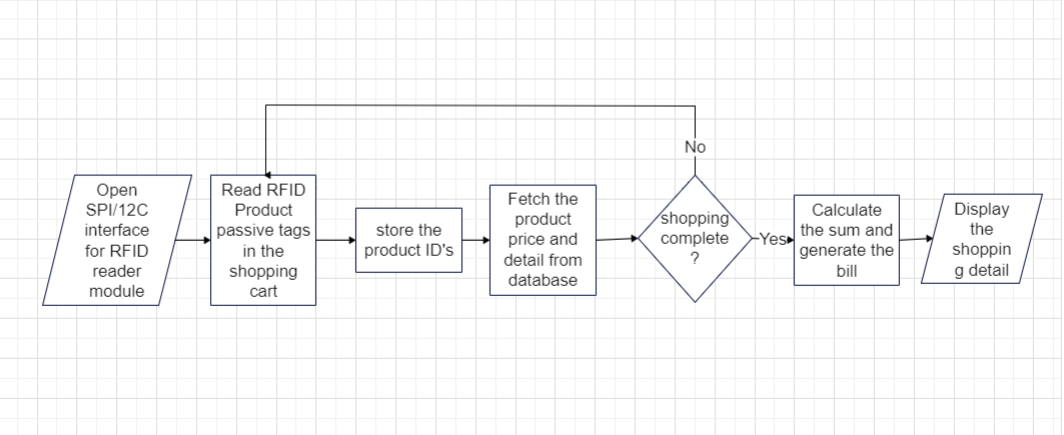 Open
SPI/12C
interface
for RFID
reader
module
Read RFID
Product
passive tags
in the
shopping
cart
store the
product ID's
Fetch the
product
price and
detail from
database
shopping
complete
?
No
Yes
Calculate
the sum and
generate the
bill
Display
the
shoppin
g detail